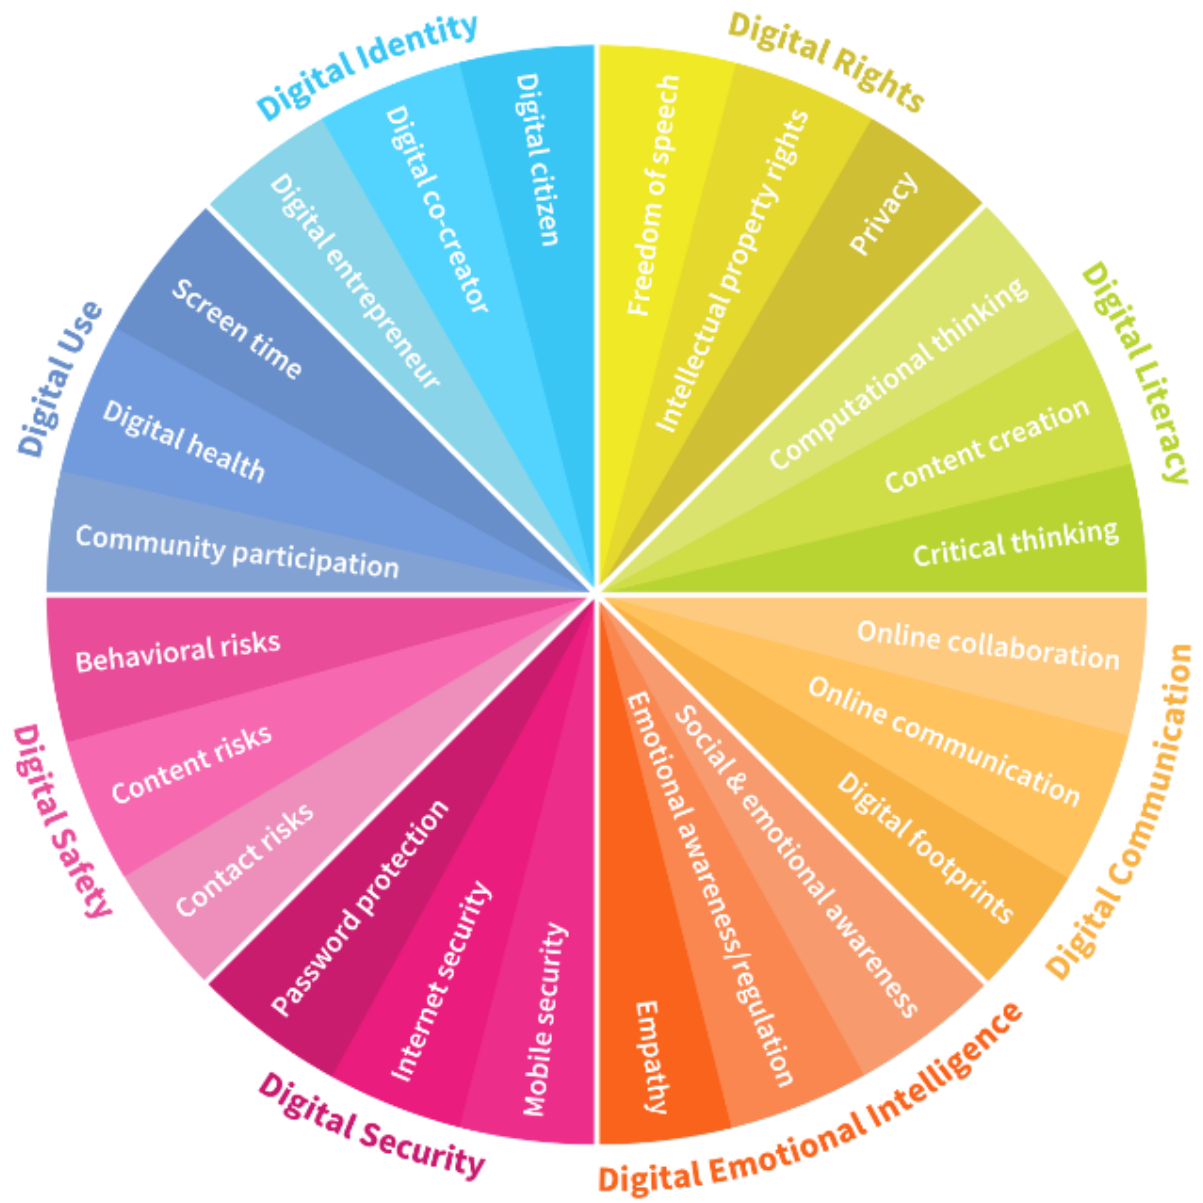 Digital Identity
Digital citizen
Digital co-creator
Digital entrepreneur
Digital Rights
Freedom of speech
Intellectual property rights
Privacy
Digital Literacy
Computational thinking
Content creation
Critical thinking
Digital Communication
Online collaboration
Online communication
Digital footprints
Digital Emotional Intelligence
Social & emotional awareness
Emotional awareness/regulation
Empathy
Digital Security
Mobile security
Internet security
Password protection
Digital Safety
Contact risks
Content risks
Behavioral risks
Digital Use
Community participation
Digital health
Screen time